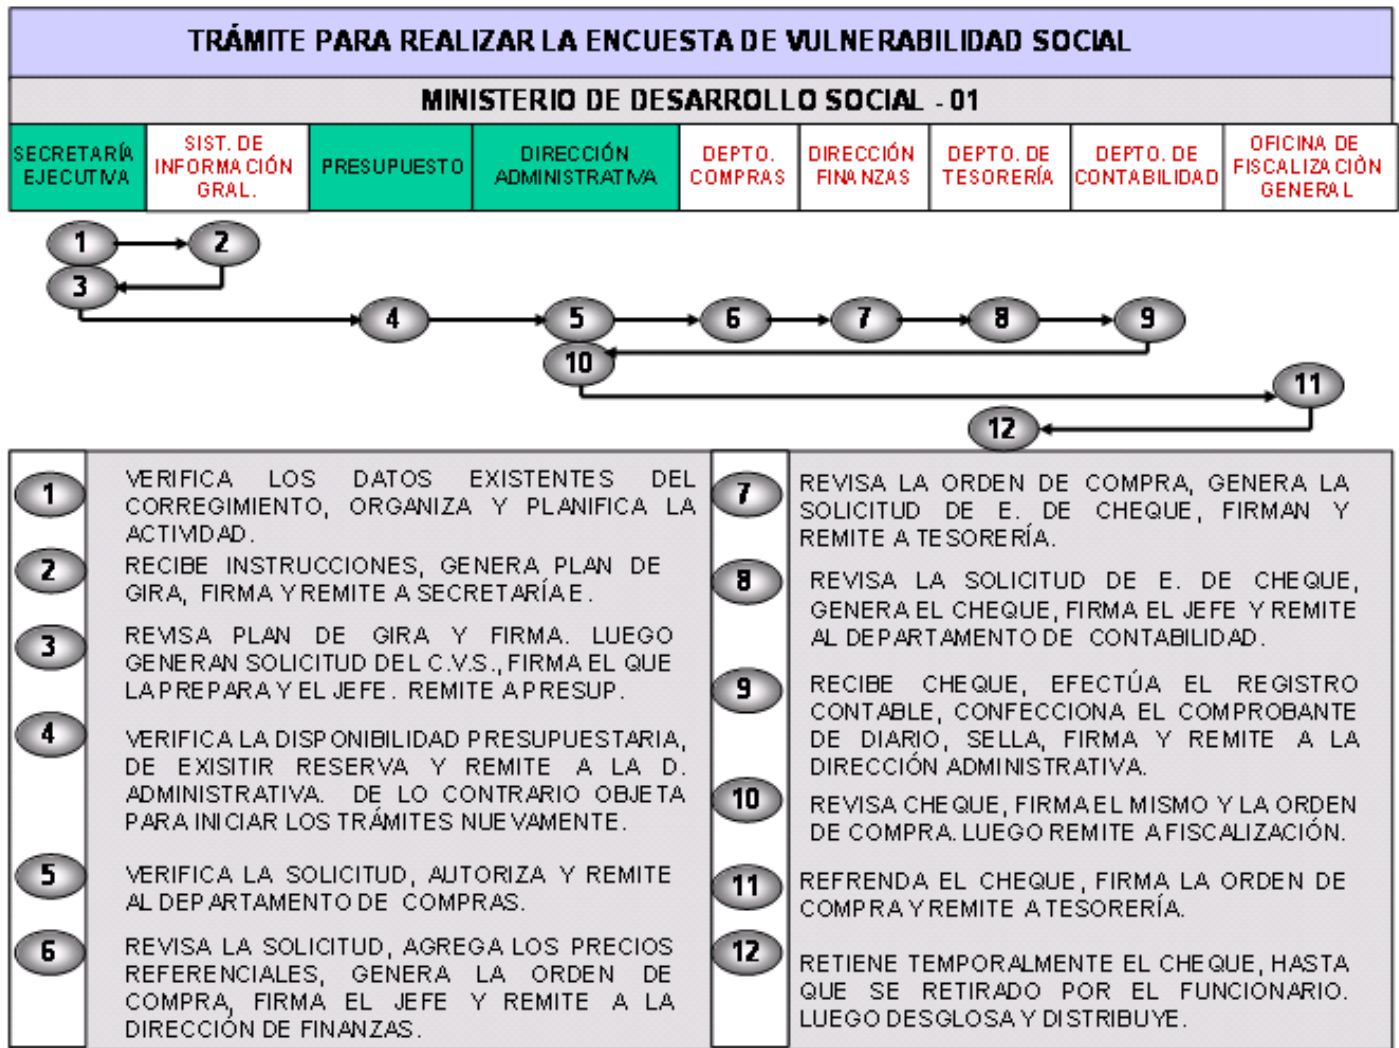 TRÁMITE PARA REALIZAR LA ENCUESTA DE VULNERABILIDAD SOCIAL
MINISTERIO DE DESARROLLO SOCIAL - 01
SECRETARÍA
EJECUTIVA
SIST. DE
INFORMACIÓN
GRAL.
PRESUPUESTO
DIRECCIÓN
ADMINISTRATIVA
DEPTO.
COMPRAS
DIRECCIÓN
FINANZAS
DEPTO. DE
TESORERÍA
DEPTO. DE
CONTABILIDAD
OFICINA DE
FISCALIZACIÓN
GENERAL
1
2
3
4
5
6
7
8
9
10
11
12
1
VERIFICA LOS DATOS EXISTENTES DEL
CORREGIMIENTO, ORGANIZA Y PLANIFICA LA
ACTIVIDAD.
2
RECIBE INSTRUCCIONES, GENERA PLAN DE
GIRA, FIRMA Y REMITE A SECRETARÍA E.
3
REVISA PLAN DE GIRA Y FIRMA. LUEGO
GENERAN SOLICITUD DEL C.V.S., FIRMA EL QUE
LA PREPARA Y EL JEFE. REMITE A PRESUP.
4
VERIFICA LA DISPONIBILIDAD PRESUPUESTARIA,
DE EXISITIR RESERVA Y REMITE A LA D.
ADMINISTRATIVA. DE LO CONTRARIO OBJETA
PARA INICIAR LOS TRÁMITES NUEVAMENTE.
5
VERIFICA LA SOLICITUD, AUTORIZA Y REMITE
AL DEPARTAMENTO DE COMPRAS.
6
REVISA LA SOLICITUD, AGREGA LOS PRECIOS
REFERENCIALES, GENERA LA ORDEN DE
COMPRA, FIRMA EL JEFE Y REMITE A LA
DIRECCIÓN DE FINANZAS.
7
REVISA LA ORDEN DE COMPRA, GENERA LA
SOLICITUD DE E. DE CHEQUE, FIRMAN Y
REMITE A TESORERÍA.
8
REVISA LA SOLICITUD DE E. DE CHEQUE,
GENERA EL CHEQUE, FIRMA EL JEFE Y REMITE
AL DEPARTAMENTO DE CONTABILIDAD.
9
RECIBE CHEQUE, EFECTÚA EL REGISTRO
CONTABLE, CONFECCIONA EL COMPROBANTE
DE DIARIO, SELLA, FIRMA Y REMITE A LA
DIRECCIÓN ADMINISTRATIVA.
10
REVISA CHEQUE, FIRMA EL MISMO Y LA ORDEN
DE COMPRA. LUEGO REMITE A FISCALIZACIÓN.
11
REFRENDA EL CHEQUE, FIRMA LA ORDEN DE
COMPRA Y REMITE A TESORERÍA.
12
RETIENE TEMPORALMENTE EL CHEQUE, HASTA
QUE SE RETIRADO POR EL FUNCIONARIO.
LUEGO DESGLOSA Y DISTRIBUYE.